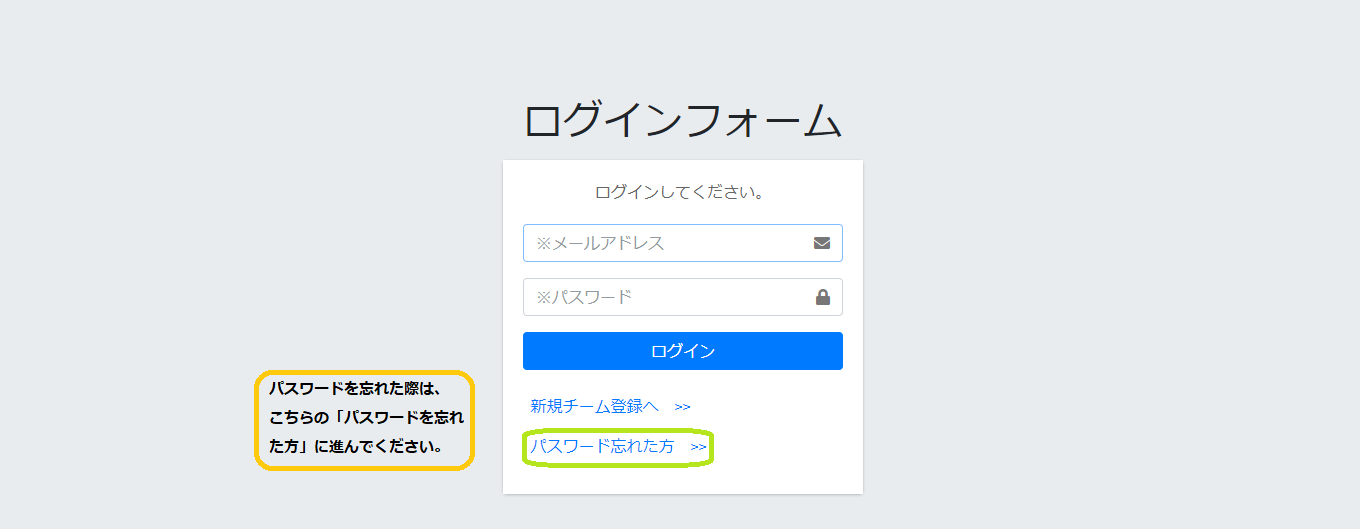 ログインフォーム
ログインしてください。
※メールアドレス
※パスワード
ログイン
新規チーム登録へ　>>
パスワード忘れた方　>>
パスワードを忘れた際は、
こちらの「パスワードを忘れ
た方」に進んでください。